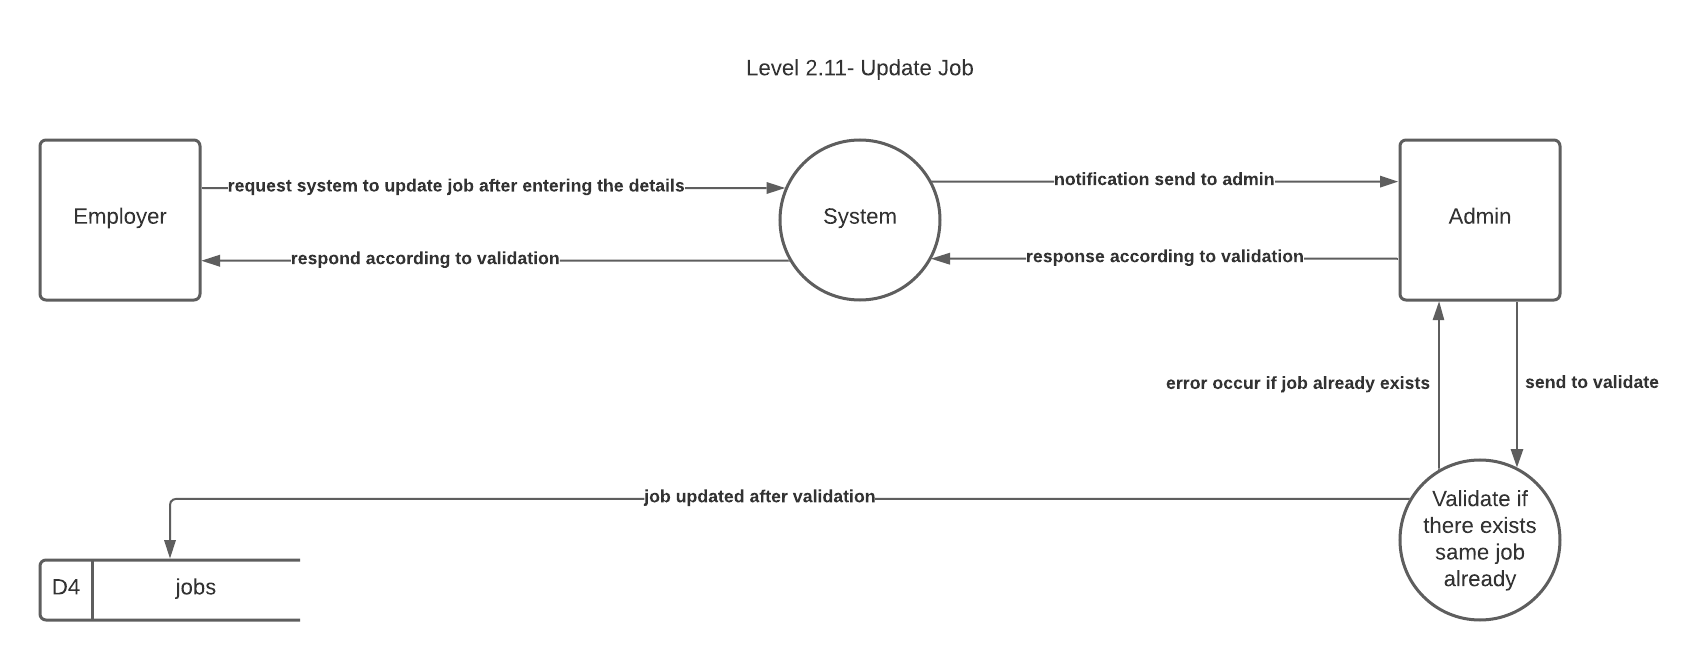 Level 2.11- Update Job
request system to update job after entering the details
notification send to admin
Employer
System
Admin
respond according to validation
response according to validation
error occur if job already exists
send to validate
job updated after validation
Validate if
there exists
same job
already
D4
jobs